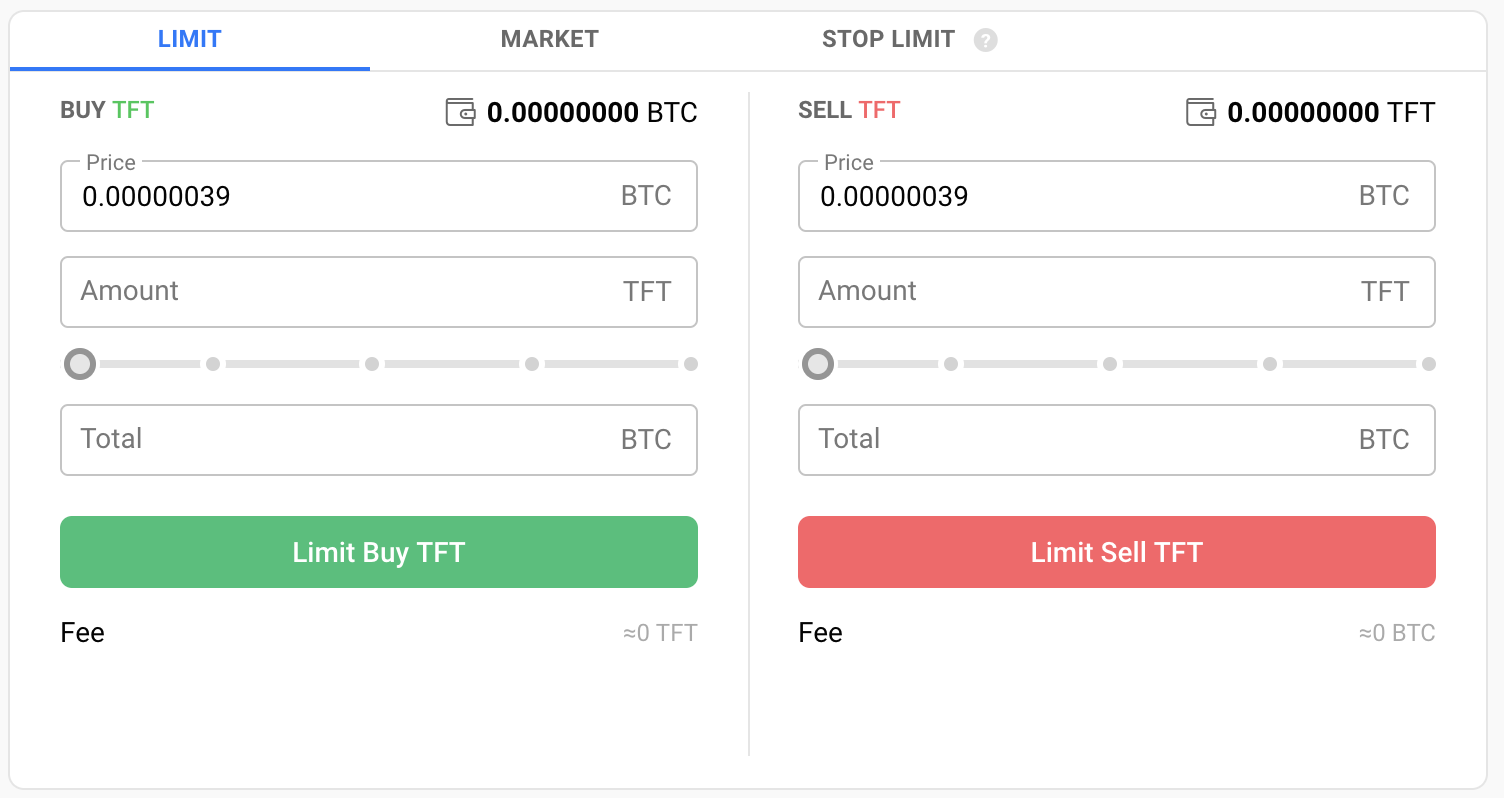 LIMIT MARKET STOP LIMIT ?
BUY TFT 0.00000000 BTC
Price
0.00000039 BTC
Amount TFT
Total BTC
Limit Buy TFT
Fee ≈0 TFT
SELL TFT 0.00000000 TFT
Price
0.00000039 BTC
Amount TFT
Total BTC
Limit Sell TFT
Fee ≈0 BTC